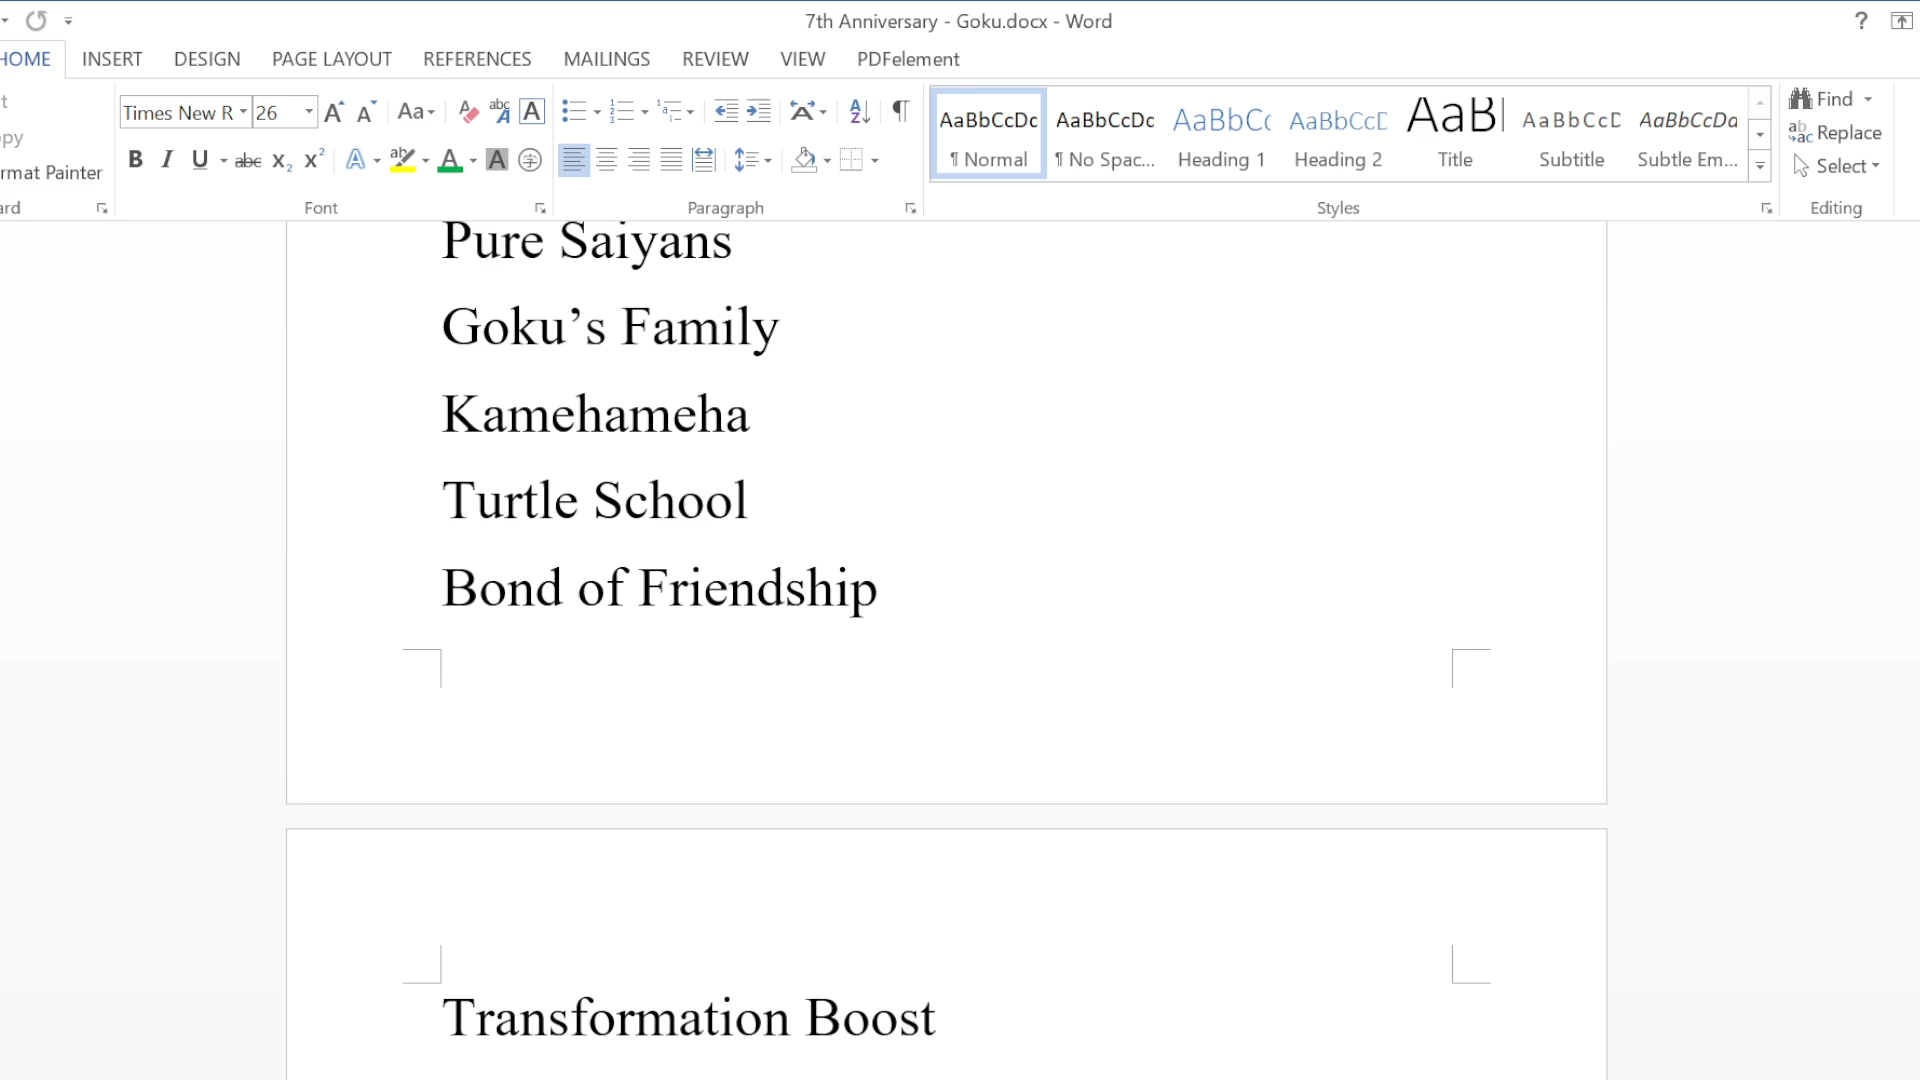 7th Anniversary - Goku.docx - Word
HOME INSERT DESIGN PAGE LAYOUT REFERENCES MAILINGS REVIEW VIEW PDFelement
Times New R 26 Aa
AaBbCcDc AaBbCcDc AaBbC AaBbCcD AaB AaBbCcD AaBbCcDa
¶ Normal ¶ No Spac... Heading 1 Heading 2 Title Subtitle Subtle Em...
Find
Replace
Select
rmat Painter
Font Paragraph Styles Editing
Pure Saiyans
Goku’s Family
Kamehameha
Turtle School
Bond of Friendship
Transformation Boost